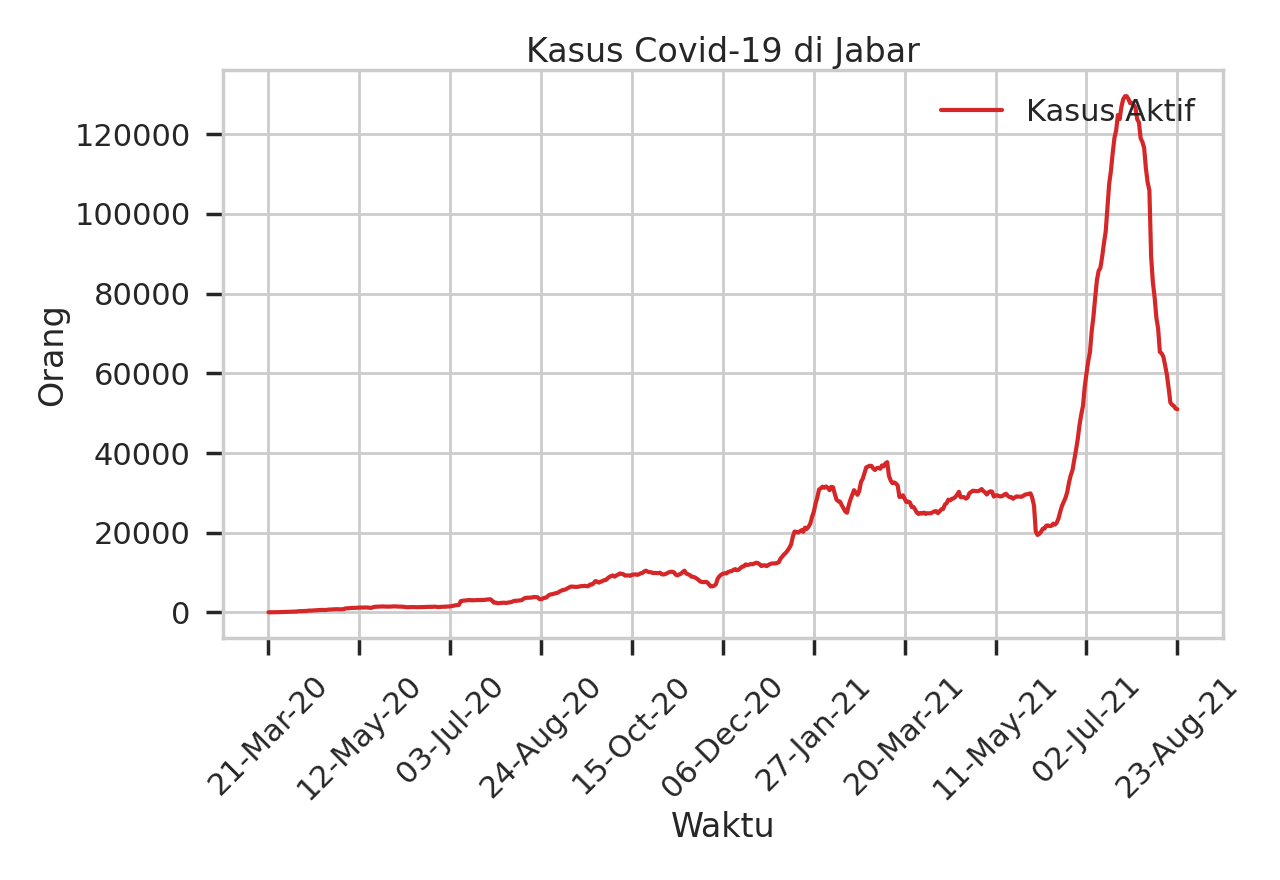 Kasus Covid-19 di Jabar
Kasus Aktif
120000
100000
80000
60000
40000
20000
0
Orang
21-Mar-20
12-May-20
03-Jul-20
24-Aug-20
15-Oct-20
06-Dec-20
27-Jan-21
20-Mar-21
11-May-21
02-Jul-21
23-Aug-21
Waktu